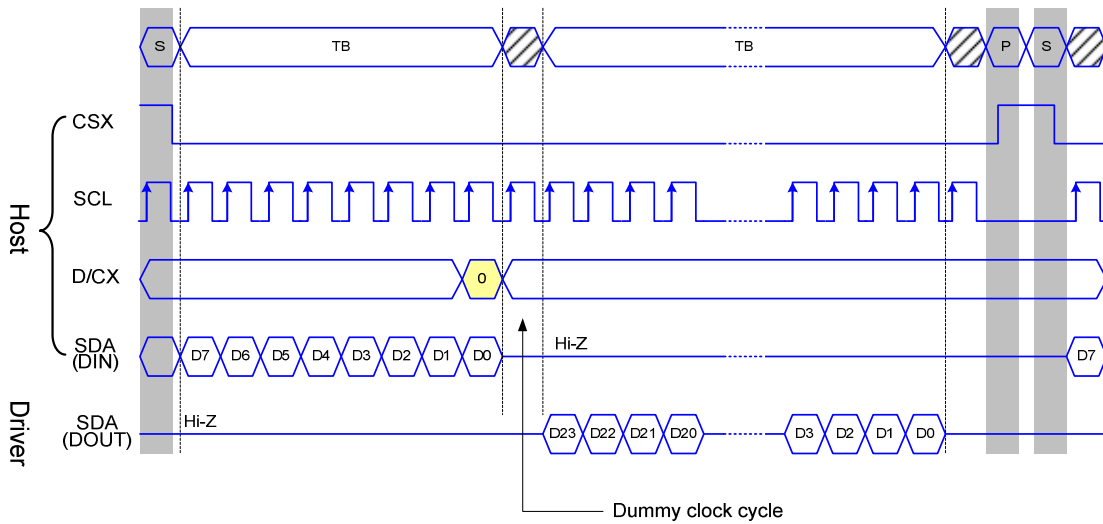 S TB TB P S
CSX
SCL
D/CX 0
SDA
(DIN) D7 D6 D5 D4 D3 D2 D1 D0 Hi-Z D7
SDA
(DOUT) Hi-Z D23 D22 D21 D20 D3 D2 D1 D0
Host
Driver
Dummy clock cycle